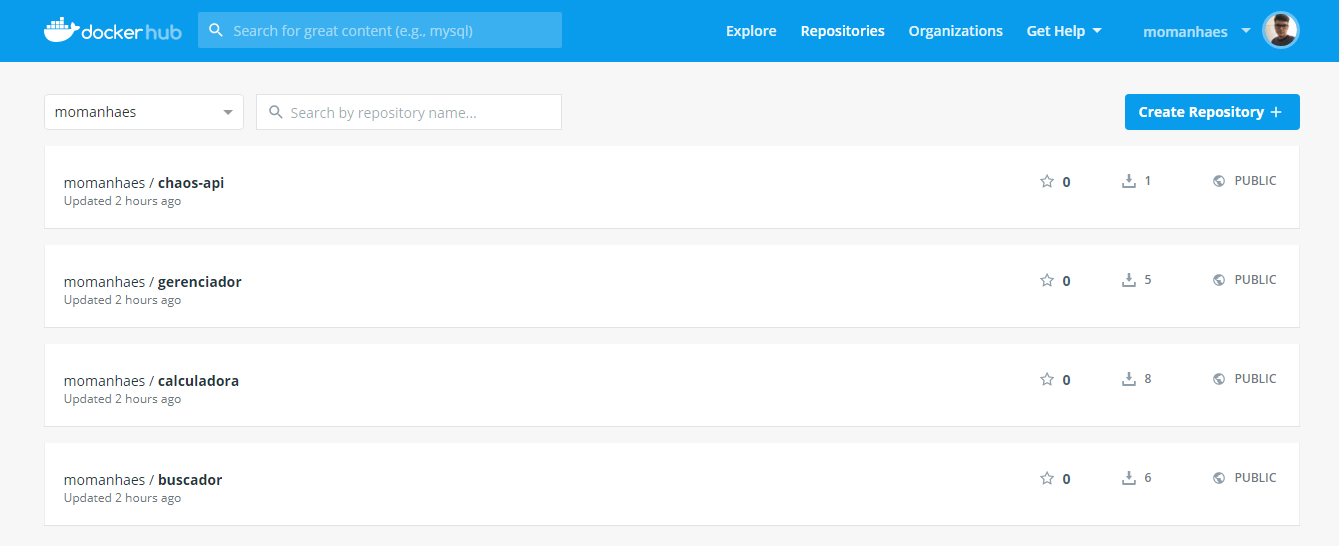 docker hub Search for great content (e.g., mysql) Explore Repositories Organizations Get Help momanhaes
momanhaes Search by repository name... Create Repository +
momanhaes / chaos-api 0 1 PUBLIC
Updated 2 hours ago
momanhaes / gerenciador 0 5 PUBLIC
Updated 2 hours ago
momanhaes / calculadora 0 8 PUBLIC
Updated 2 hours ago
momanhaes / buscador 0 6 PUBLIC
Updated 2 hours ago